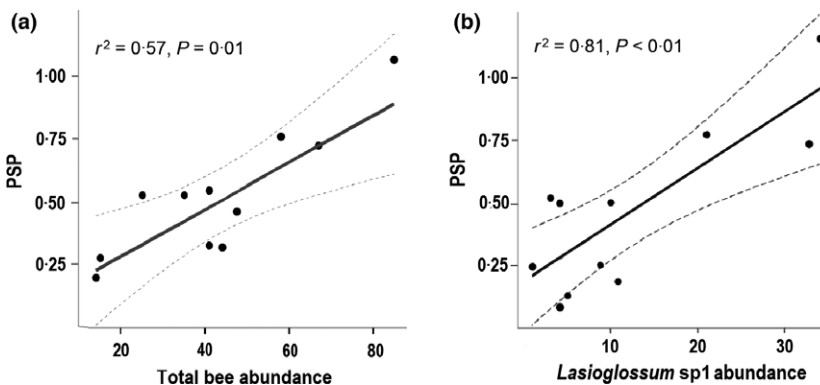 (a)
r² = 0·57, P = 0·01
1·00
0·75
0·50
0·25
PSP
20 40 60 80
Total bee abundance
(b)
r² = 0·81, P < 0·01
1·00
0·75
0·50
0·25
PSP
10 20 30
Lasioglossum sp1 abundance